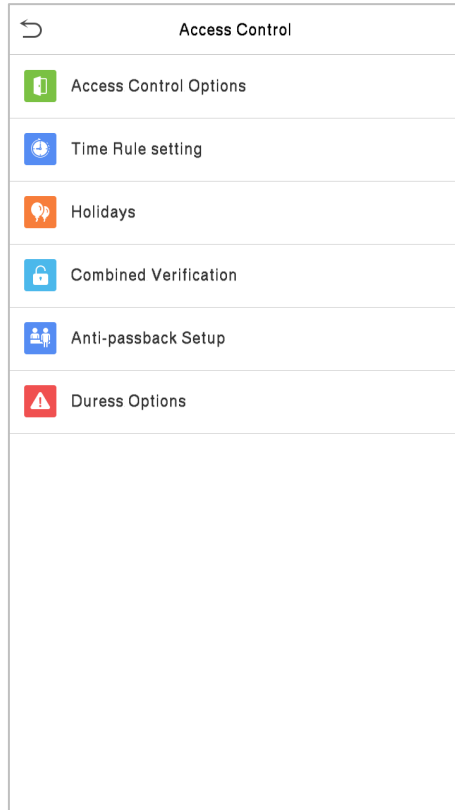 Access Control
Access Control Options
Time Rule setting
Holidays
Combined Verification
Anti-passback Setup
Duress Options